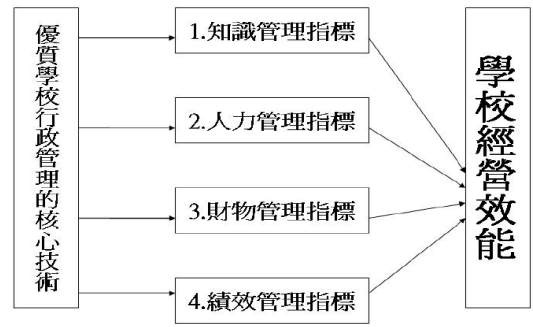 優質學校行政管理的核心技術
1.知識管理指標
2.人力管理指標
3.財物管理指標
4.績效管理指標
學校經營效能